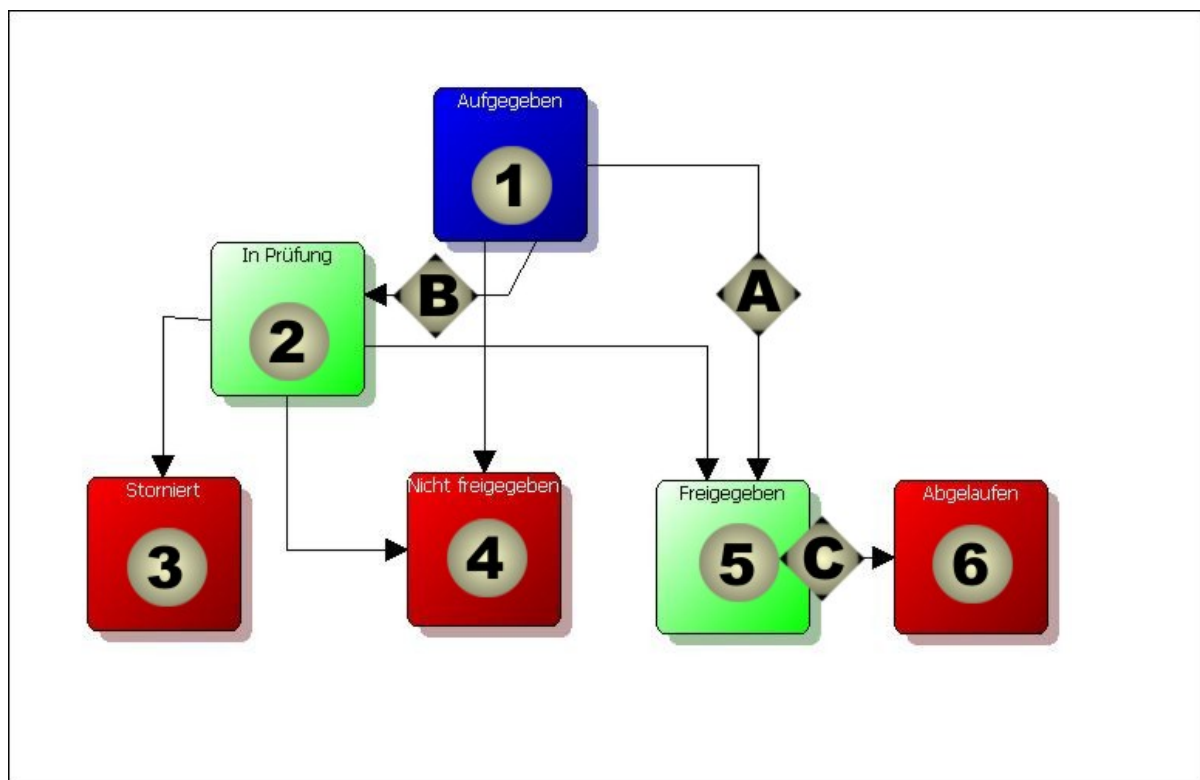 Aufgegeben
1
In Prüfung
B
A
2
Storniert
Nicht freigegeben
Freigegeben
Abgelaufen
3
4
5
C
6